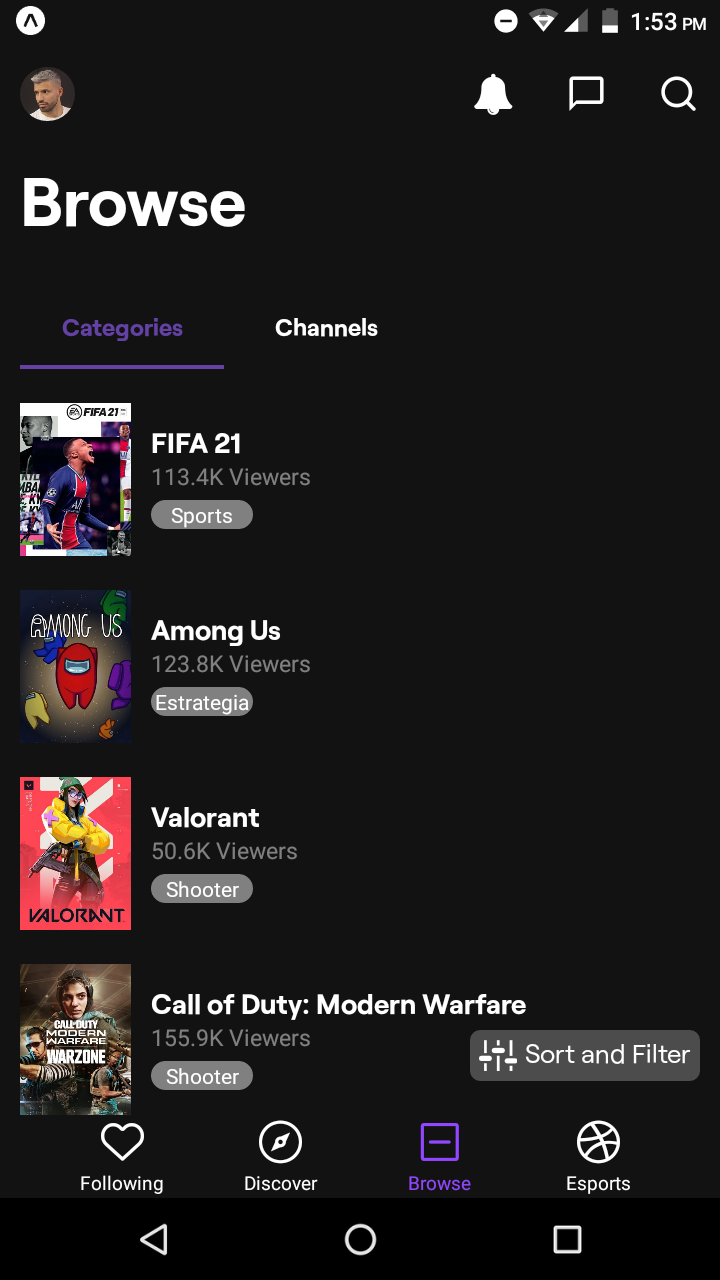 1:53 PM
Browse
Categories Channels
EA FIFA 21
FIFA 21
113.4K Viewers
Sports
AMONG US
Among Us
123.8K Viewers
Estrategia
Valorant
50.6K Viewers
Shooter
VALORANT
Call of Duty: Modern Warfare
CALL OF DUTY
MODERN
WARFARE
WARZONE
155.9K Viewers
Shooter
Sort and Filter
Following Discover Browse Esports